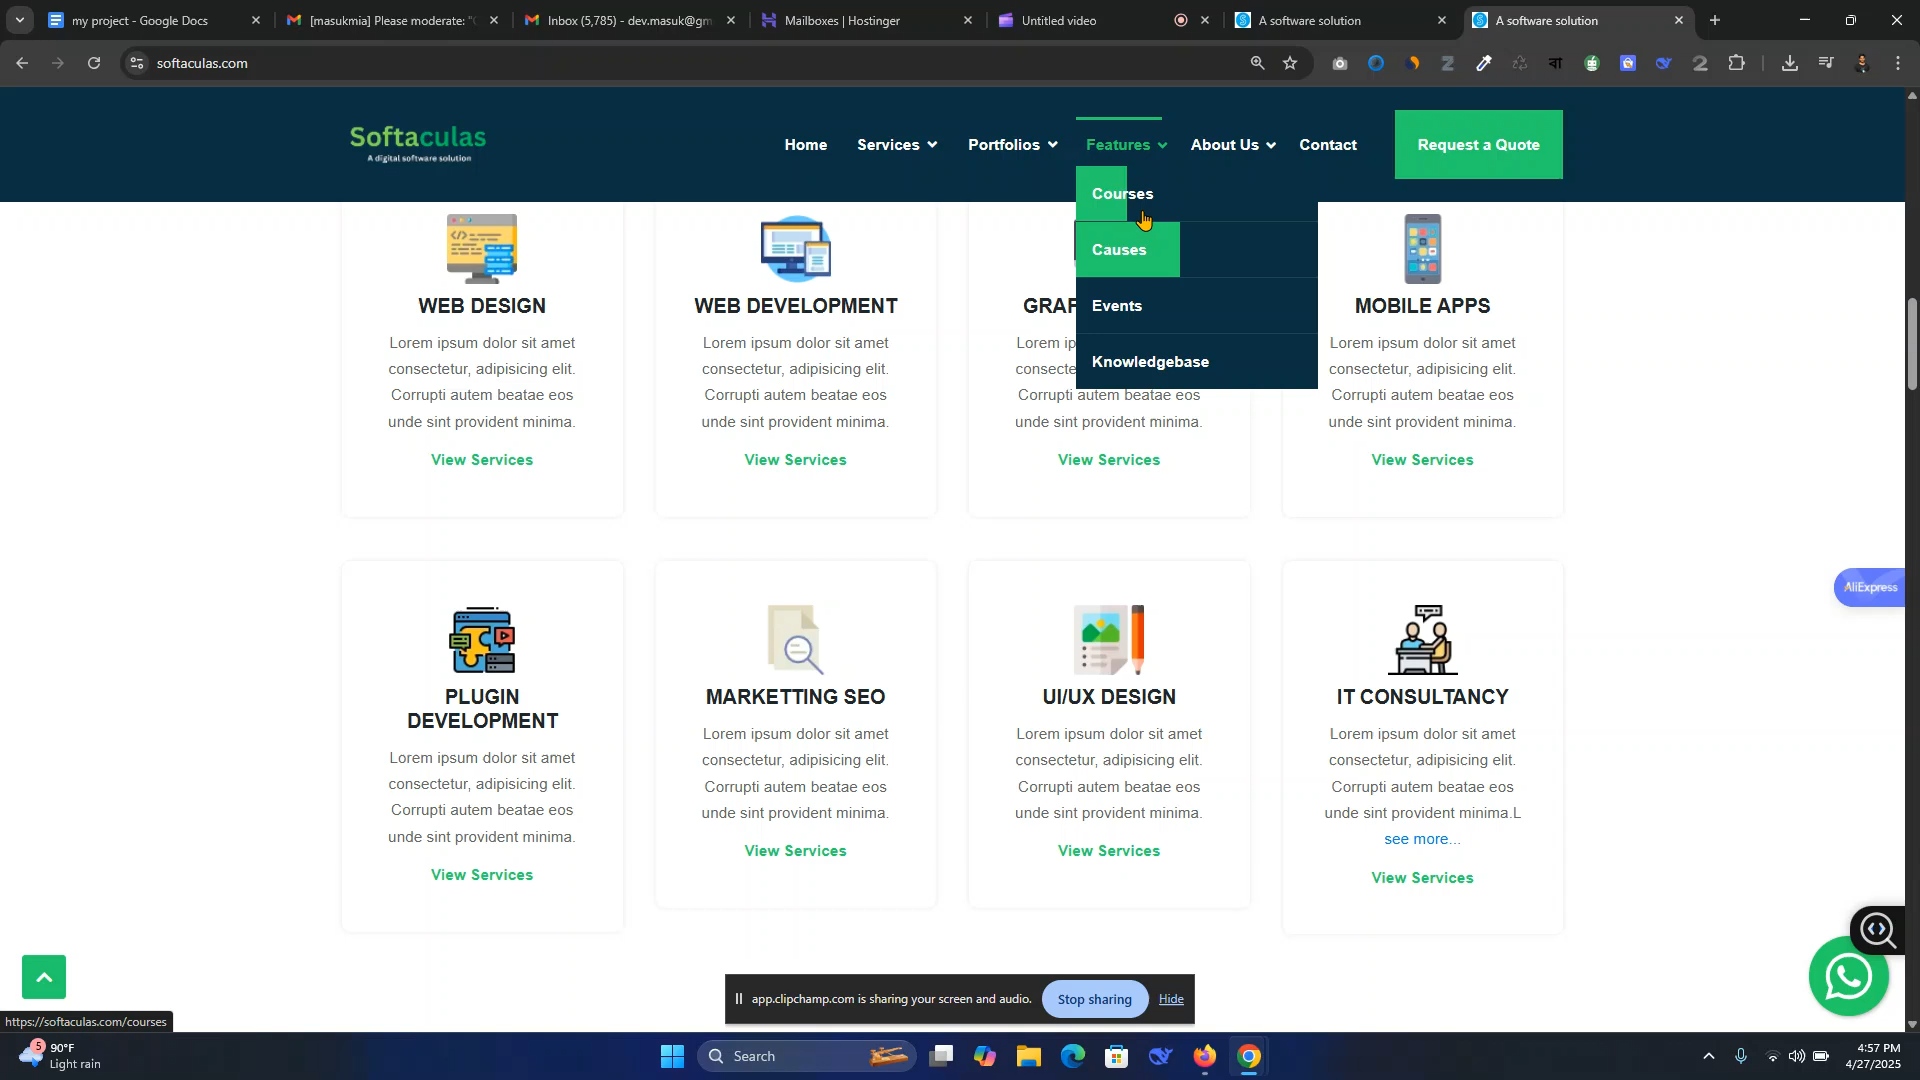 my project - Google Docs
[masukmia] Please moderate: "
Inbox (5,785) - dev.masuk@gm
Mailboxes | Hostinger
Untitled video
A software solution
A software solution
softaculas.com
বা
Softaculas
A digital software solution
Home
Services
Portfolios
Features
About Us
Contact
Request a Quote
Courses
Causes
Events
Knowledgebase
WEB DESIGN
Lorem ipsum dolor sit amet
consectetur, adipisicing elit.
Corrupti autem beatae eos
unde sint provident minima.
View Services
WEB DEVELOPMENT
Lorem ipsum dolor sit amet
consectetur, adipisicing elit.
Corrupti autem beatae eos
unde sint provident minima.
View Services
GRAF
Lorem ip
consecte
Corrupti autem beatae eos
unde sint provident minima.
View Services
MOBILE APPS
Lorem ipsum dolor sit amet
consectetur, adipisicing elit.
Corrupti autem beatae eos
unde sint provident minima.
View Services
PLUGIN
DEVELOPMENT
Lorem ipsum dolor sit amet
consectetur, adipisicing elit.
Corrupti autem beatae eos
unde sint provident minima.
View Services
MARKETTING SEO
Lorem ipsum dolor sit amet
consectetur, adipisicing elit.
Corrupti autem beatae eos
unde sint provident minima.
View Services
UI/UX DESIGN
Lorem ipsum dolor sit amet
consectetur, adipisicing elit.
Corrupti autem beatae eos
unde sint provident minima.
View Services
IT CONSULTANCY
Lorem ipsum dolor sit amet
consectetur, adipisicing elit.
Corrupti autem beatae eos
unde sint provident minima.L
see more...
View Services
AliExpress
app.clipchamp.com is sharing your screen and audio.
Stop sharing
Hide
https://softaculas.com/courses
5
90°F
Light rain
Search
4:57 PM
4/27/2025